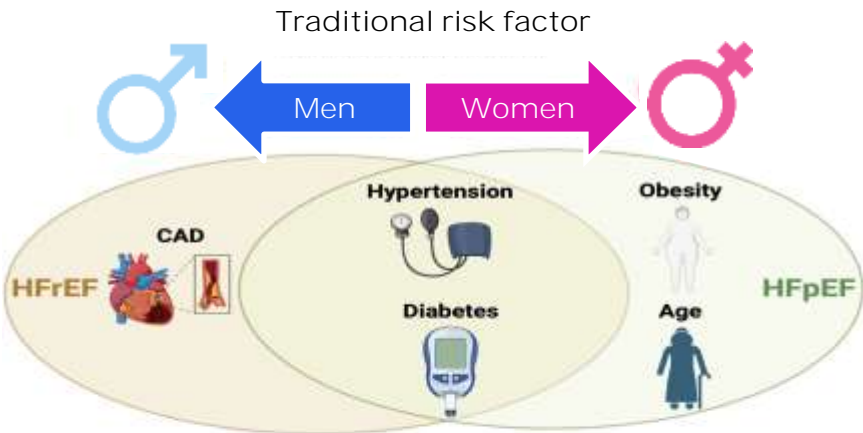 Traditional risk factor
Men
Women
Hypertension
Obesity
CAD
HFrEF
HFpEF
Diabetes
Age